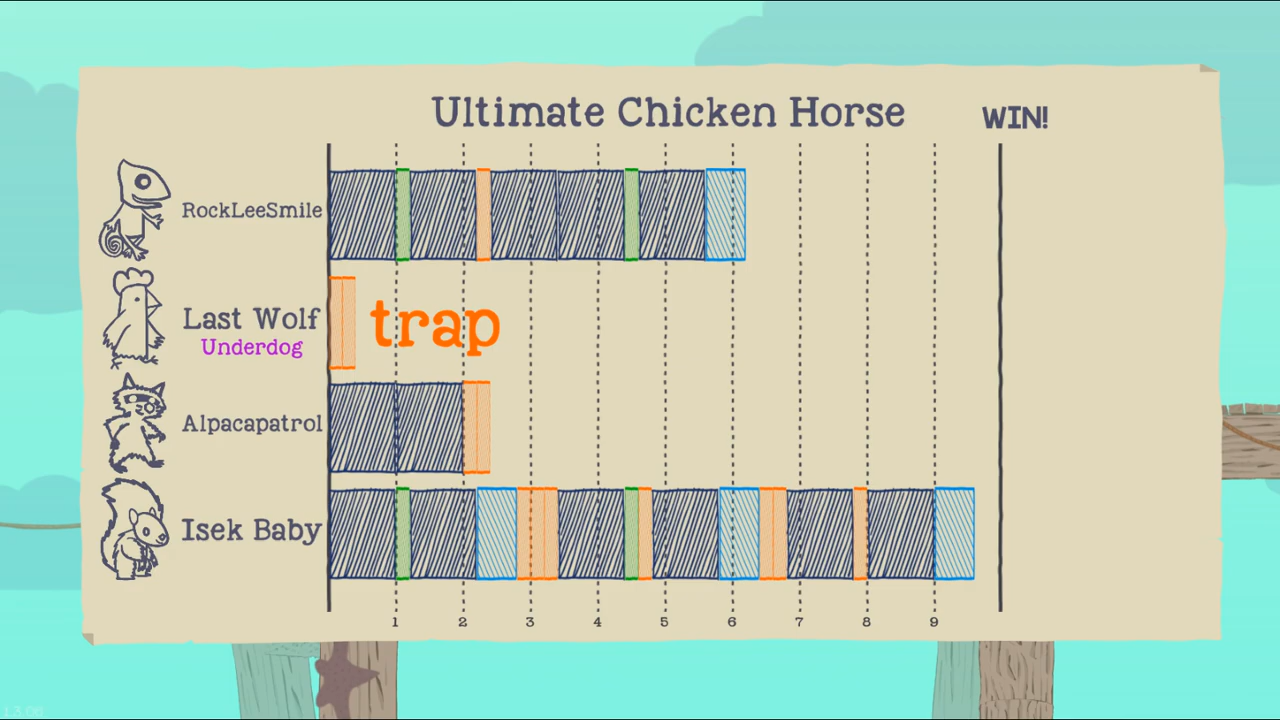 Ultimate Chicken Horse
WIN!
RockLeeSmile
Last Wolf
Underdog
trap
Alpacapatrol
Isek Baby
1 2 3 4 5 6 7 8 9